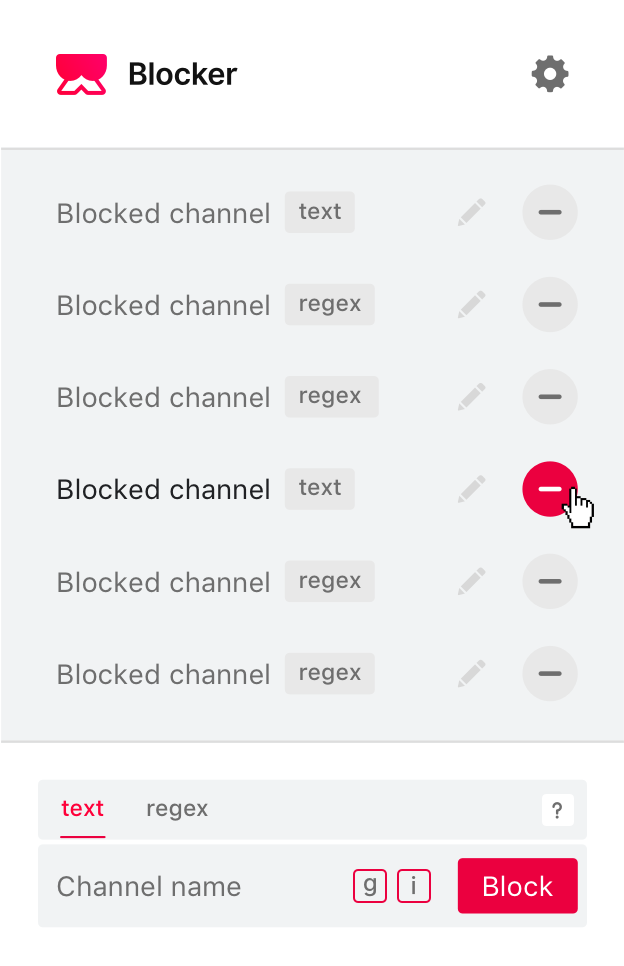 Blocker
Blocked channel text
Blocked channel regex
Blocked channel regex
Blocked channel text
Blocked channel regex
Blocked channel regex
text regex ?
Channel name g i Block